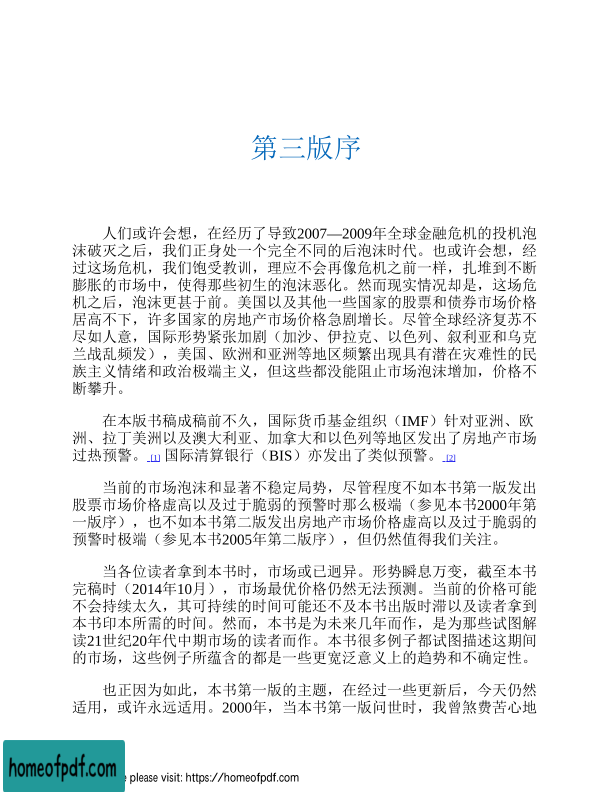 第三版序
人们或许会想，在经历了导致2007—2009年全球金融危机的投机泡
沫破灭之后，我们正身处一个完全不同的后泡沫时代。也或许会想，经
过这场危机，我们饱受教训，理应不会再像危机之前一样，扎堆到不断
膨胀的市场中，使得那些初生的泡沫恶化。然而现实情况却是，这场危
机之后，泡沫更甚于前。美国以及其他一些国家的股票和债券市场价格
居高不下，许多国家的房地产市场价格急剧增长。尽管全球经济复苏不
尽如人意，国际形势紧张加剧（加沙、伊拉克、以色列、叙利亚和乌克
兰战乱频发），美国、欧洲和亚洲等地区频繁出现具有潜在灾难性的民
族主义情绪和政治极端主义，但这些都没能阻止市场泡沫增加，价格不
断攀升。
在本版书稿成稿前不久，国际货币基金组织（IMF）针对亚洲、欧
洲、拉丁美洲以及澳大利亚、加拿大和以色列等地区发出了房地产市场
过热预警。[1] 国际清算银行（BIS）亦发出了类似预警。[2]
当前的市场泡沫和显著不稳定局势，尽管程度不如本书第一版发出
股票市场价格虚高以及过于脆弱的预警时那么极端（参见本书2000年第
一版序），也不如本书第二版发出房地产市场价格虚高以及过于脆弱的
预警时极端（参见本书2005年第二版序），但仍然值得我们关注。
当各位读者拿到本书时，市场或已迥异。形势瞬息万变，截至本书
完稿时（2014年10月），市场最优价格仍然无法预测。当前的价格可能
不会持续太久，其可持续的时间可能还不及本书出版时滞以及读者拿到
本书印本所需的时间。然而，本书是为未来几年而作，是为那些试图解
读21世纪20年代中期市场的读者而作。本书很多例子都试图描述这期间
的市场，这些例子所蕴含的都是一些更宽泛意义上的趋势和不确定性。
也正因为如此，本书第一版的主题，在经过一些更新后，今天仍然
适用，或许永远适用。2000年，当本书第一版问世时，我曾煞费苦心地
homeofpdf.com
e please visit: https://homeofpdf.com